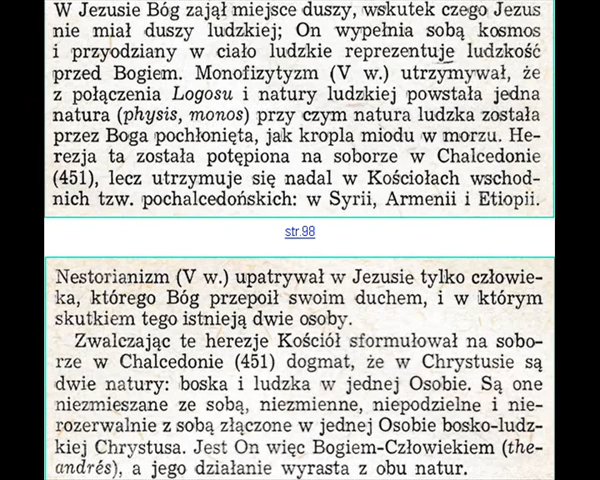 W Jezusie Bóg zajął miejsce duszy, wskutek czego Jezus
nie miał duszy ludzkiej; On wypełnia sobą kosmos
i przyodziany w ciało ludzkie reprezentuje ludzkość
przed Bogiem. Monofizytyzm (V w.) utrzymywał, że
z połączenia Logosu i natury ludzkiej powstała jedna
natura (physis, monos) przy czym natura ludzka została
przez Boga pochłonięta, jak kropla miodu w morzu. He-
rezja ta została potępiona na soborze w Chalcedonie
(451), lecz utrzymuje się nadal w Kościołach wschod-
nich tzw. pochalcedońskich: w Syrii, Armenii i Etiopii.
str.98
Nestorianizm (V w.) upatrywał w Jezusie tylko człowie-
ka, którego Bóg przepoił swoim duchem, i w którym
skutkiem tego istnieją dwie osoby.
Zwalczając te herezje Kościół sformułował na sobo-
rze w Chalcedonie (451) dogmat, że w Chrystusie są
dwie natury: boska i ludzka w jednej Osobie. Są one
niezmieszane ze sobą, niezmienne, niepodzielne i nie-
rozerwalnie z sobą złączone w jednej Osobie bosko-ludz-
kiej Chrystusa. Jest On więc Bogiem-Człowiekiem (the-
andrés), a jego działanie wyrasta z obu natur.